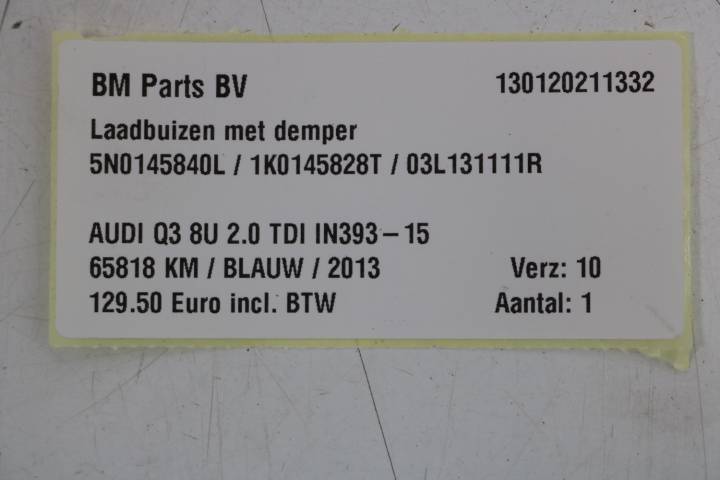 BM Parts BV 130120211332
Laadbuizen met demper
5N0145840L / 1K0145828T / 03L131111R
AUDI Q3 8U 2.0 TDI IN393-15
65818 KM / BLAUW / 2013 Verz: 10
129.50 Euro incl. BTW Aantal: 1